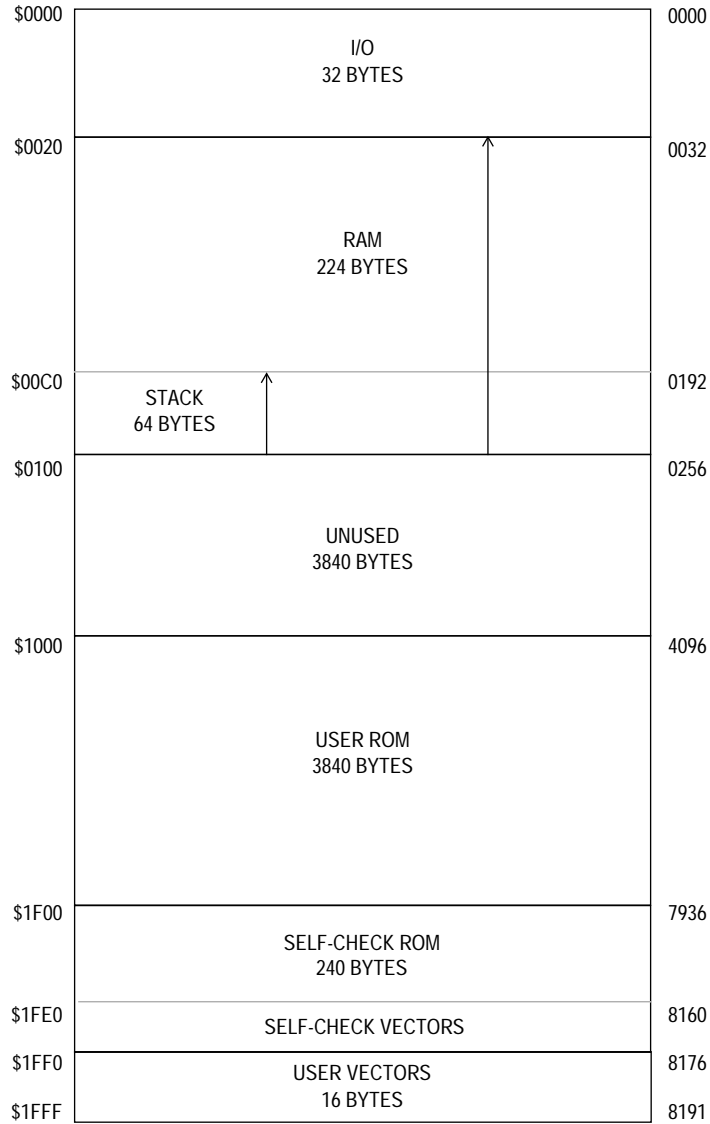 $0000
0000
I/O
32 BYTES
$0020
0032
RAM
224 BYTES
$00C0
0192
STACK
64 BYTES
$0100
0256
UNUSED
3840 BYTES
$1000
4096
USER ROM
3840 BYTES
$1F00
7936
SELF-CHECK ROM
240 BYTES
$1FE0
8160
SELF-CHECK VECTORS
$1FF0
8176
USER VECTORS
16 BYTES
$1FFF
8191